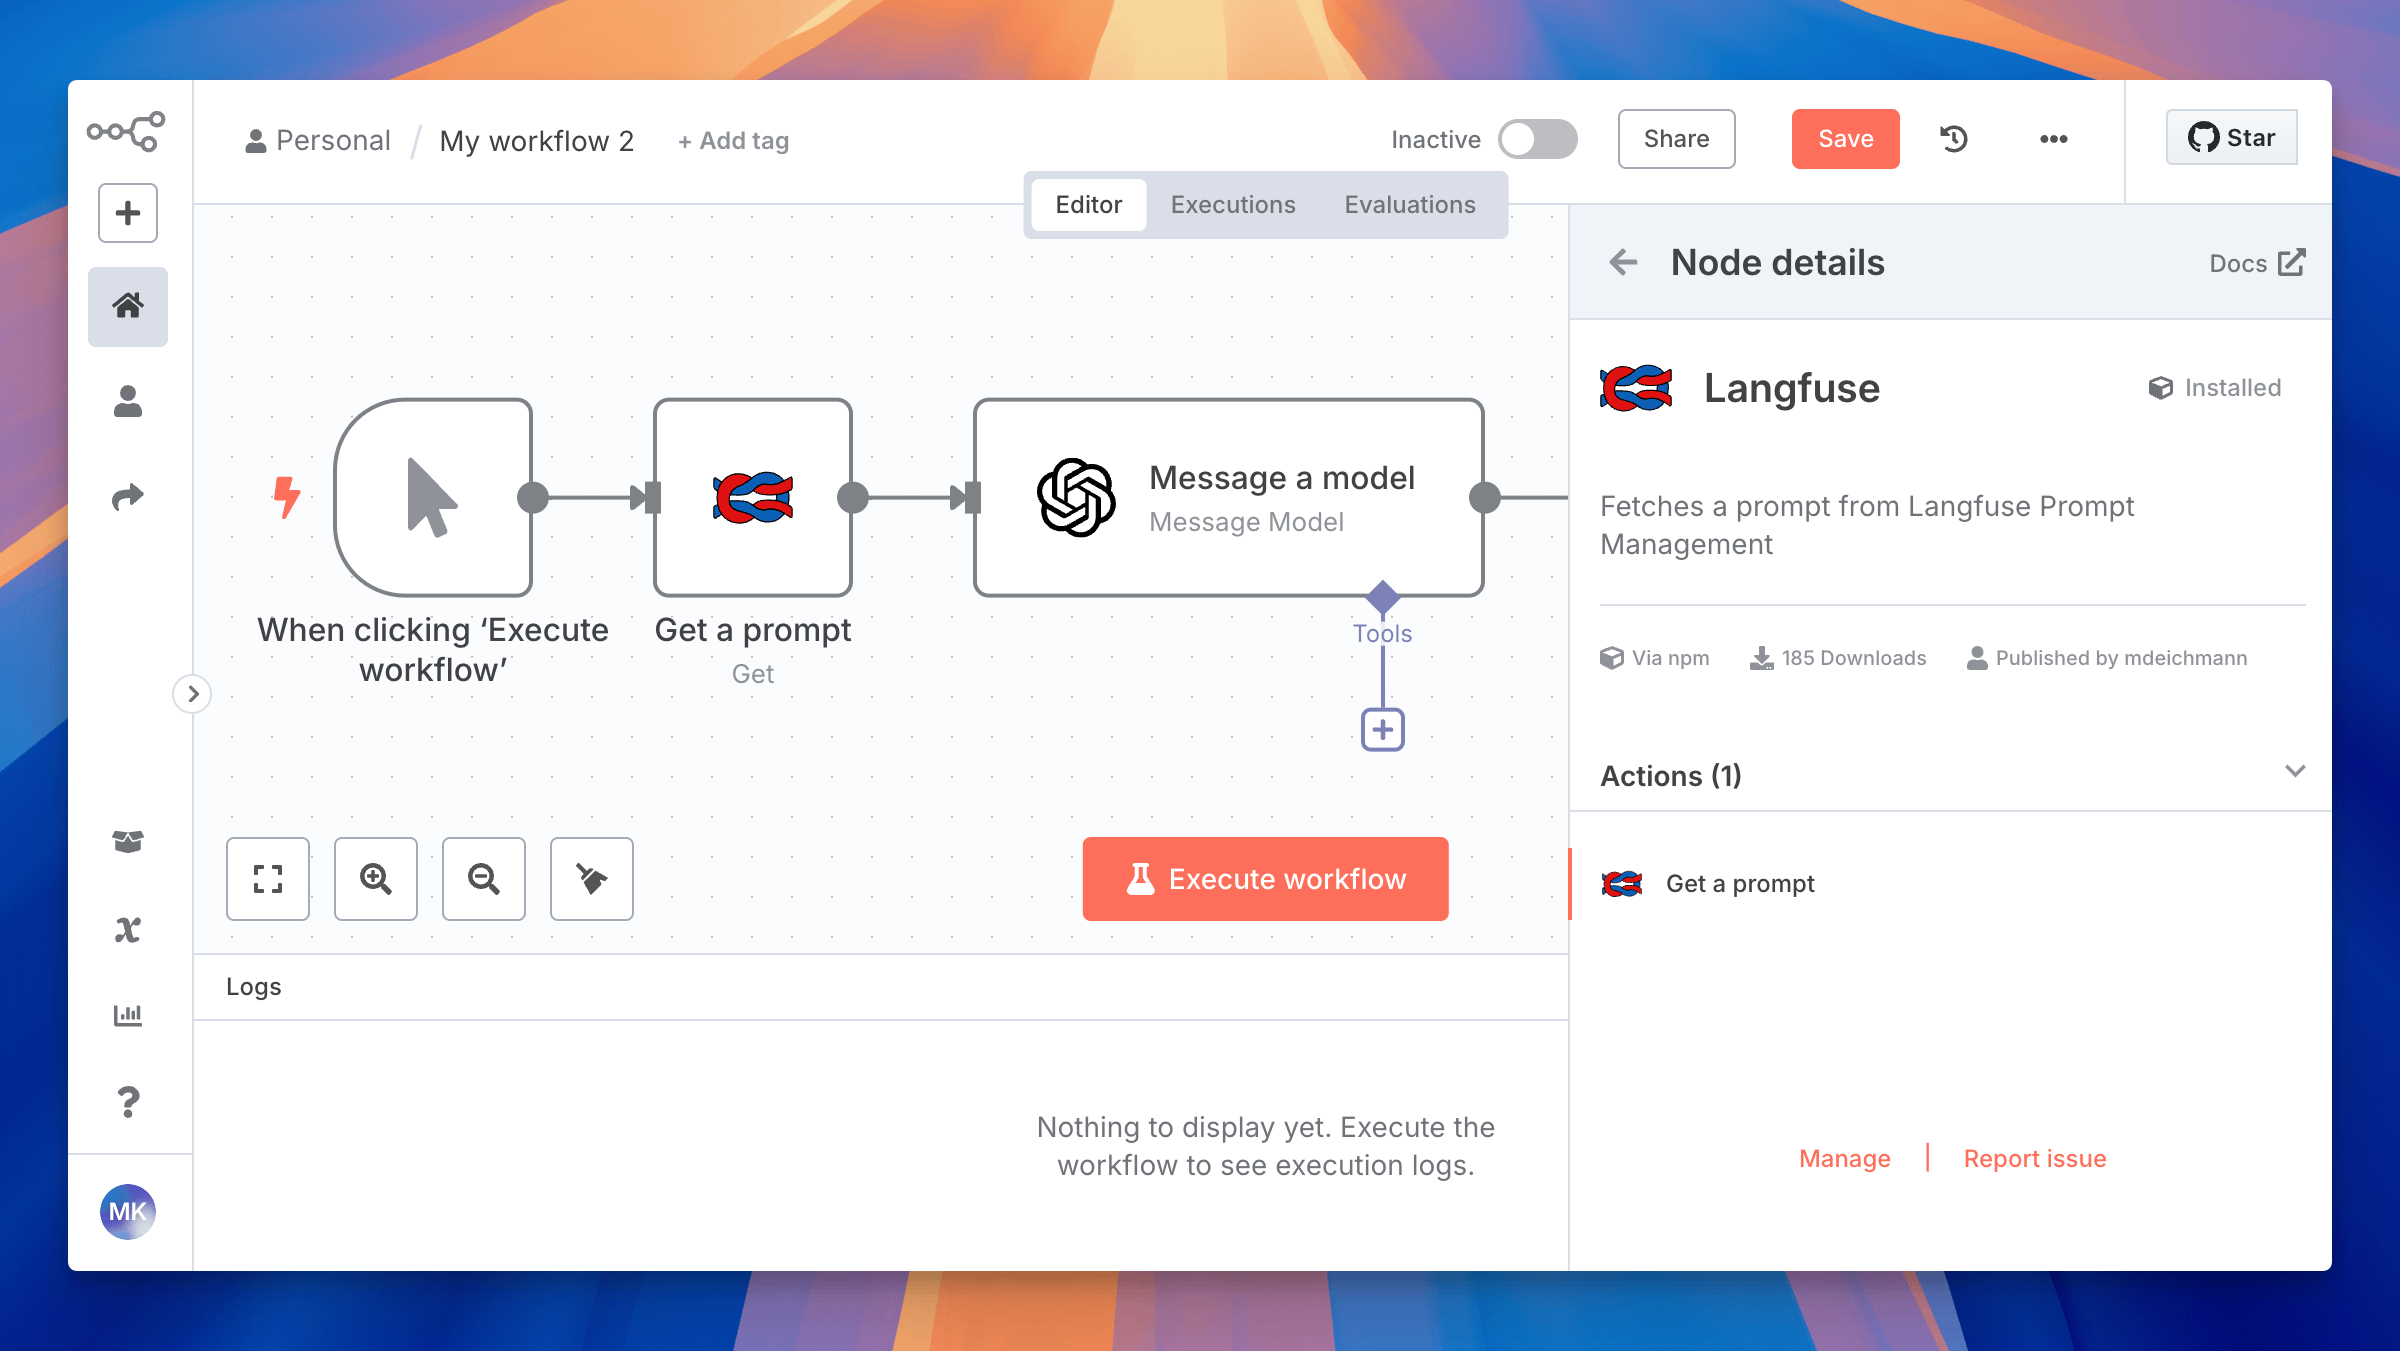 Personal / My workflow 2 + Add tag
Inactive Share Save ••• Star
Editor Executions Evaluations
Node details Docs
Langfuse Installed
Fetches a prompt from Langfuse Prompt
Management
Via npm 185 Downloads Published by mdeichmann
Actions (1)
Get a prompt
Manage | Report issue
Message a model
Message Model
Tools
When clicking ‘Execute
workflow’
Get a prompt
Get
Execute workflow
Logs
Nothing to display yet. Execute the
workflow to see execution logs.
MK